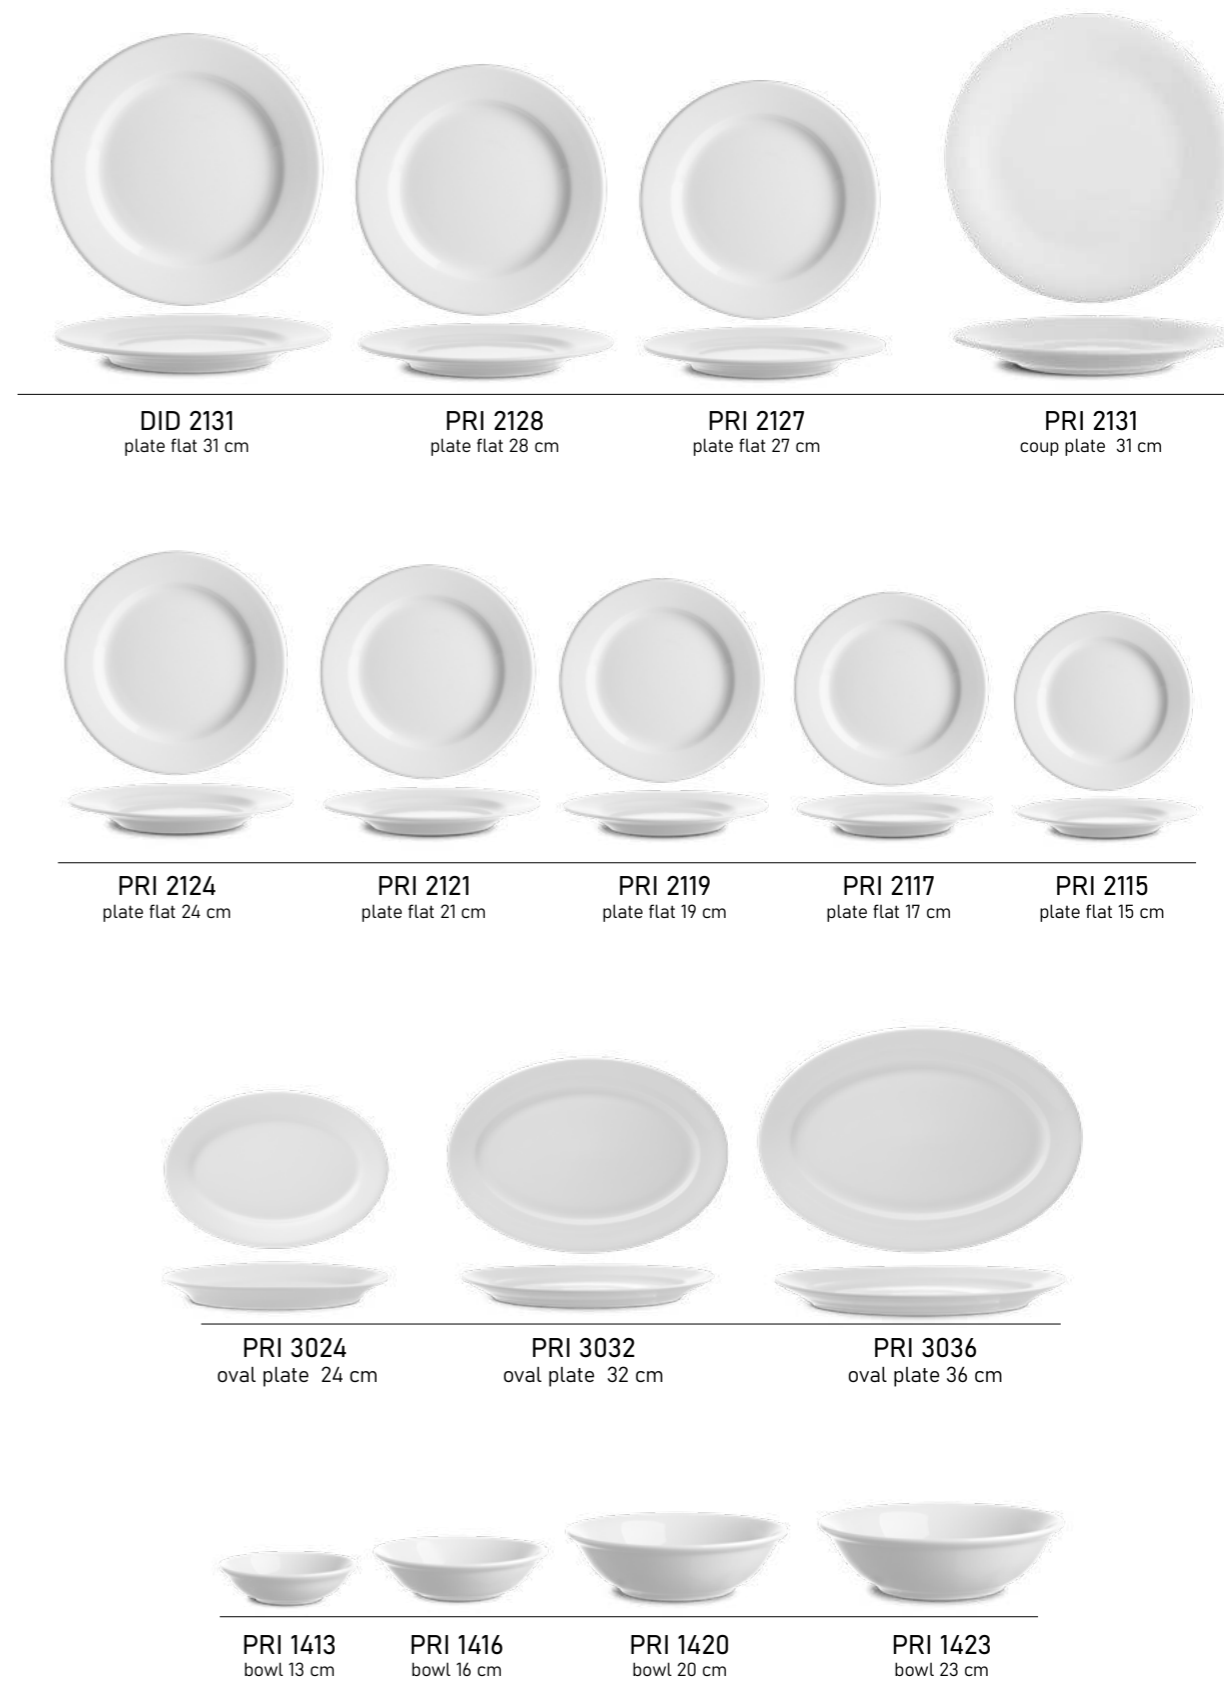 DID 2131
plate flat 31 cm
PRI 2128
plate flat 28 cm
PRI 2127
plate flat 27 cm
PRI 2131
coup plate  31 cm
PRI 2124
plate flat 24 cm
PRI 2121
plate flat 21 cm
PRI 2119
plate flat 19 cm
PRI 2117
plate flat 17 cm
PRI 2115
plate flat 15 cm
PRI 3024
oval plate  24 cm
PRI 3032
oval plate  32 cm
PRI 3036
oval plate 36 cm
PRI 1413
bowl 13 cm
PRI 1416
bowl 16 cm
PRI 1420
bowl 20 cm
PRI 1423
bowl 23 cm